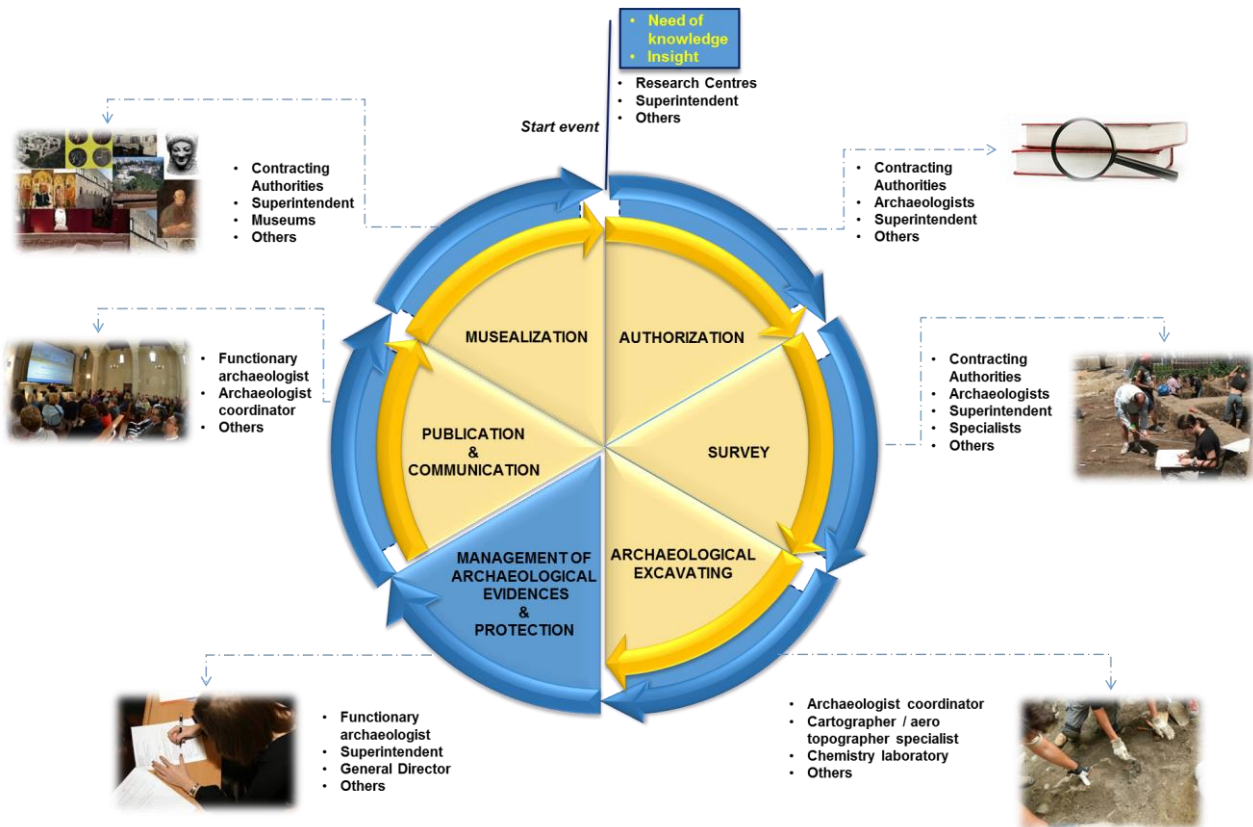 • Need of
knowledge
• Insight
• Research Centres
• Superintendent
• Others
Start event
• Contracting
Authorities
• Superintendent
• Museums
• Others
• Contracting
Authorities
• Archaeologists
• Superintendent
• Others
MUSEALIZATION
AUTHORIZATION
• Functionary
archaeologist
• Archaeologist
coordinator
• Others
• Contracting
Authorities
• Archaeologists
• Superintendent
• Specialists
• Others
PUBLICATION
&
COMMUNICATION
SURVEY
MANAGEMENT OF
ARCHAEOLOGICAL
EVIDENCES
&
PROTECTION
ARCHAEOLOGICAL
EXCAVATING
• Functionary
archaeologist
• Superintendent
• General Director
• Others
• Archaeologist coordinator
• Cartographer / aero
topographer specialist
• Chemistry laboratory
• Others